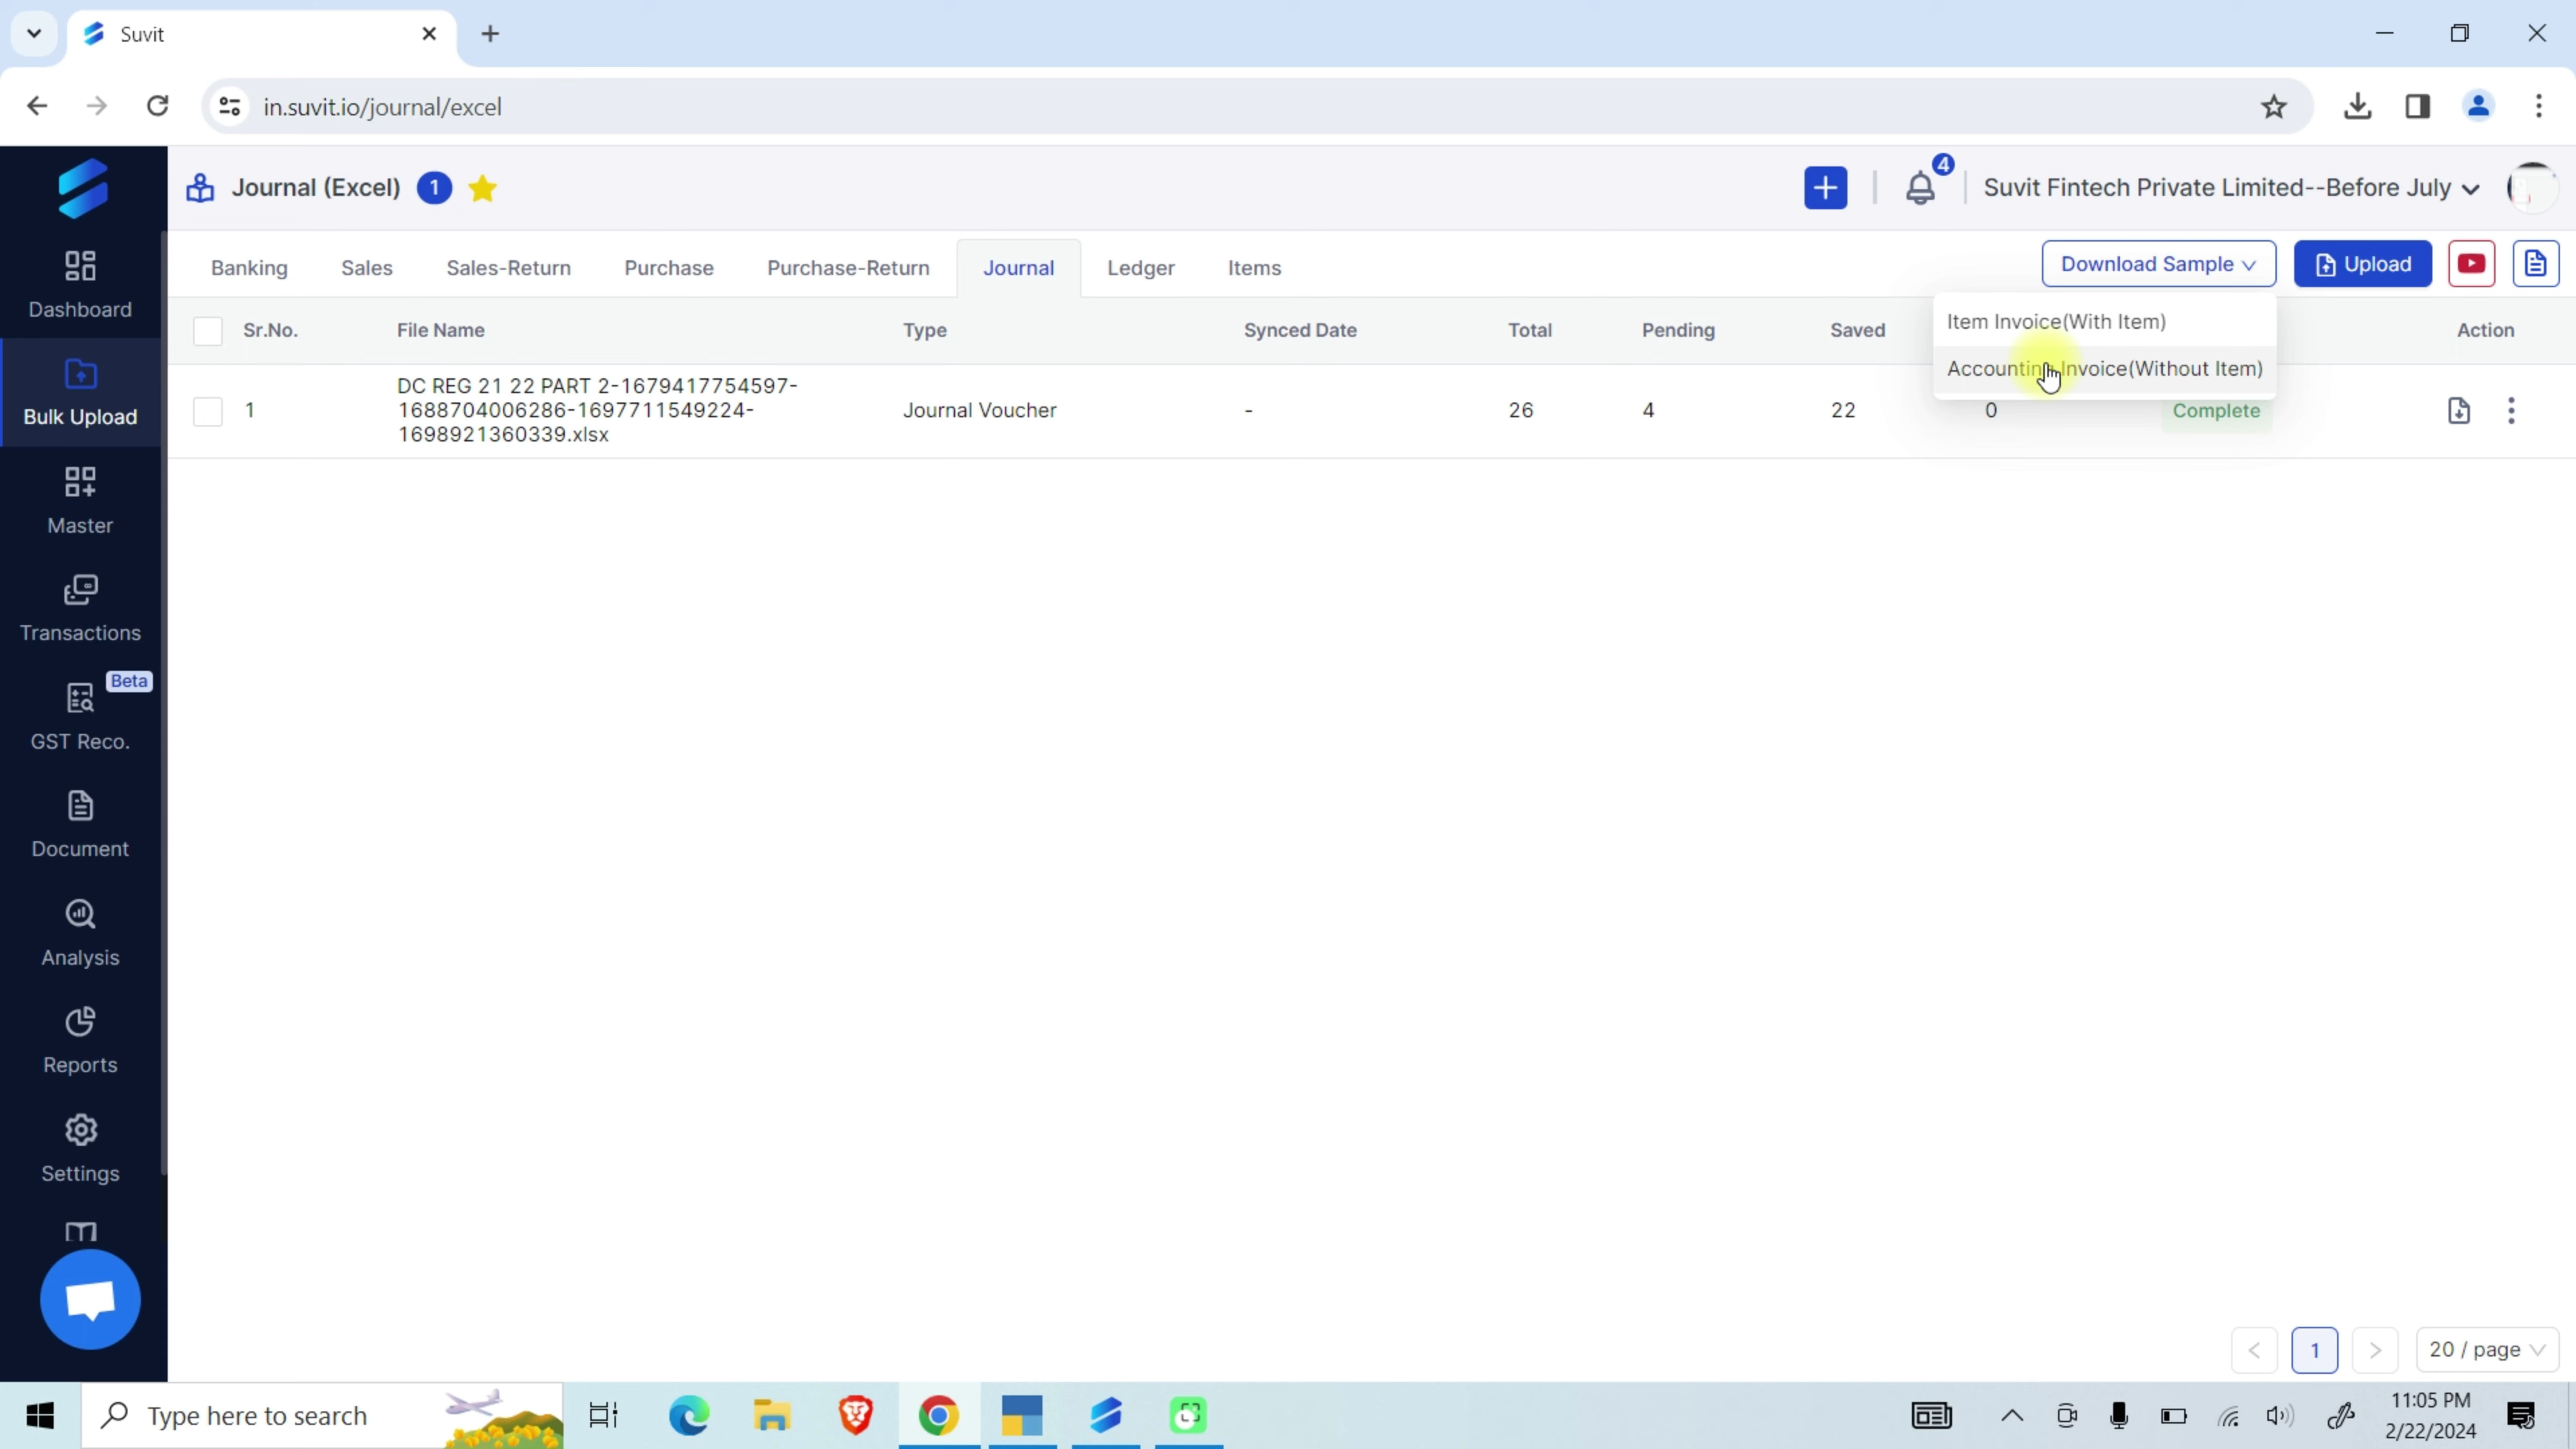 Suvit
in.suvit.io/journal/excel
Journal (Excel) 1
4
Suvit Fintech Private Limited--Before July
Banking Sales Sales-Return Purchase Purchase-Return Journal Ledger Items
Download Sample Upload
Sr.No. File Name Type Synced Date Total Pending Saved Action
Item Invoice(With Item)
Accounting Invoice(Without Item)
1 DC REG 21 22 PART 2-1679417754597-
1688704006286-1697711549224-
1698921360339.xlsx
Journal Voucher - 26 4 22 0 Complete
Dashboard
Bulk Upload
Master
Transactions
Beta
GST Reco.
Document
Analysis
Reports
Settings
< 1 > 20 / page
Type here to search
11:05 PM
2/22/2024